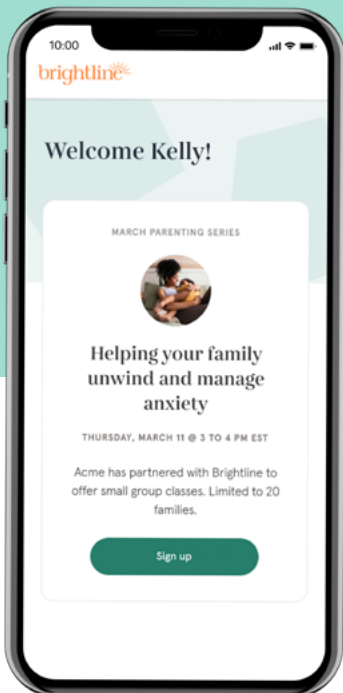 10:00
brightline
Welcome Kelly!
MARCH PARENTING SERIES
Helping your family
unwind and manage
anxiety
THURSDAY, MARCH 11 @ 3 TO 4 PM EST
Acme has partnered with Brightline to
offer small group classes. Limited to 20
families.
Sign up